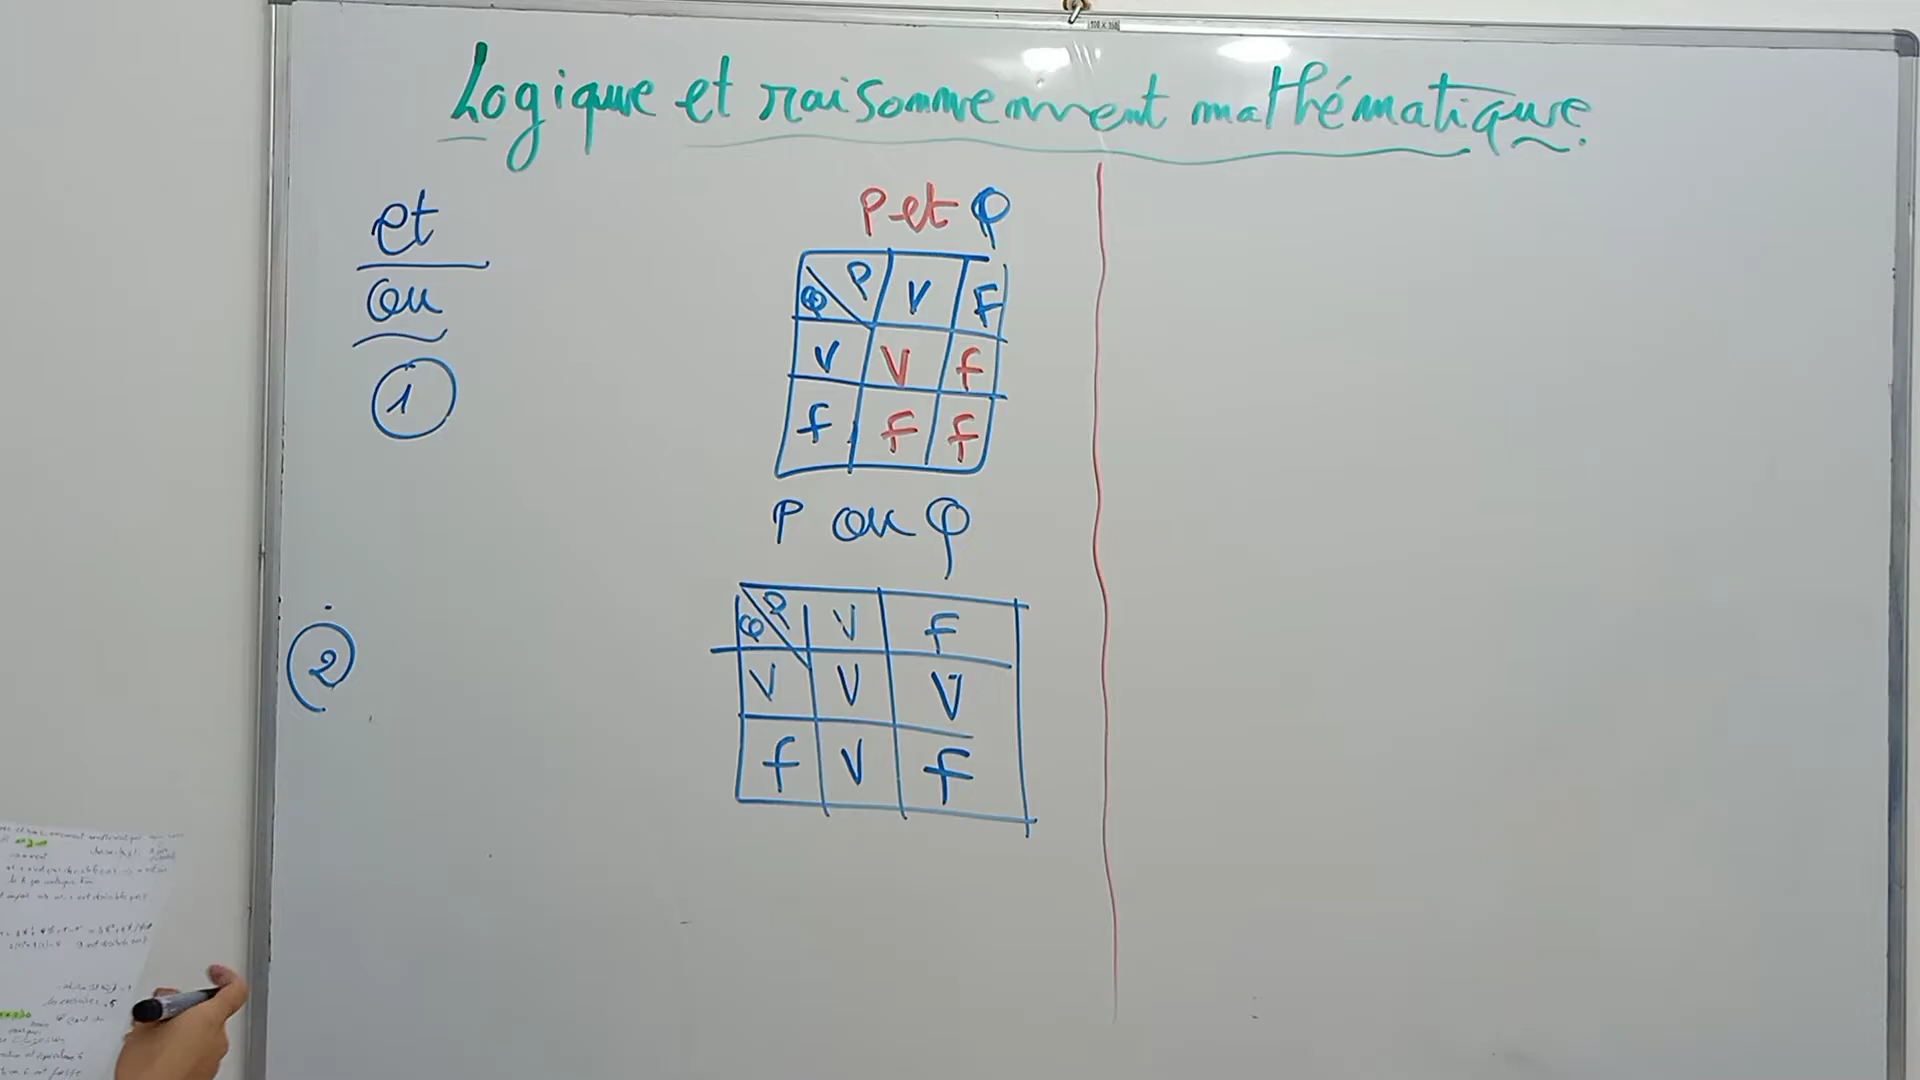 Logique et raisonnement mathématique.
et
ou
1
P et Q
Q P V F
V V f
f F f
P ou Q
Q P V F
V V V
f V f
2